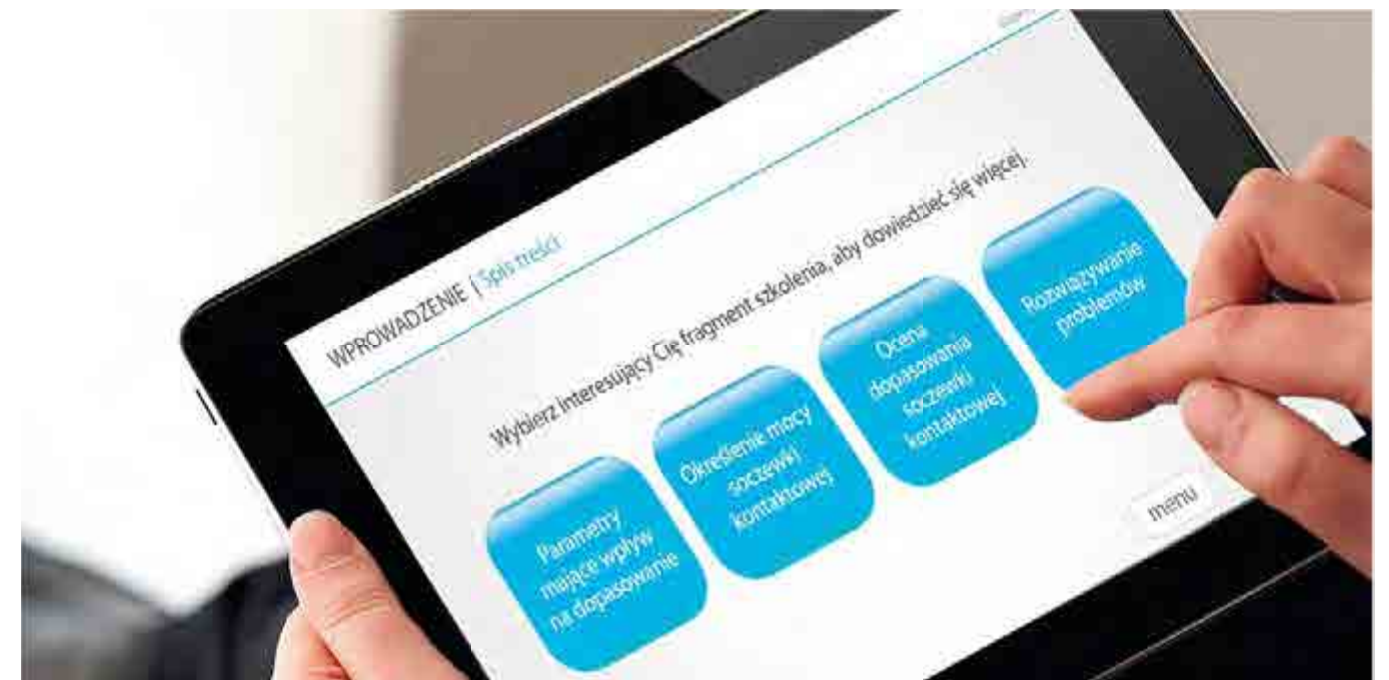 WPROWADZENIE | Spis treści
Wybierz interesujący Cię fragment szkolenia, aby dowiedzieć się więcej.
Parametry
mające wpływ
na dopasowanie
Określenik mocy
soczewki
kontaktowej
Ocena
dopasowania
soczewki
kontaktowej
Rozwiązywanie
problemów
menu